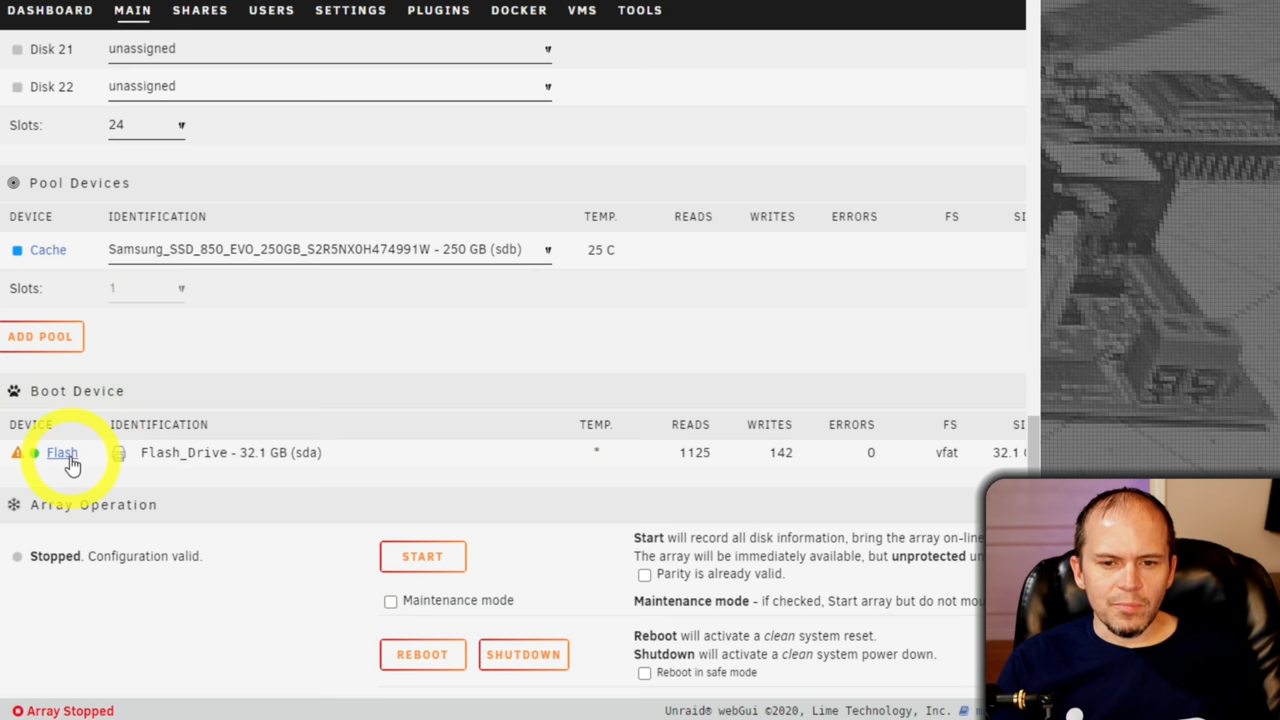 DASHBOARD MAIN SHARES USERS SETTINGS PLUGINS DOCKER VMS TOOLS
Disk 21 unassigned
Disk 22 unassigned
Slots: 24
Pool Devices
DEVICE IDENTIFICATION TEMP. READS WRITES ERRORS FS
Cache Samsung_SSD_850_EVO_250GB_S2R5NX0H474991W - 250 GB (sdb) 25 C
Slots: 1
ADD POOL
Boot Device
DEVICE IDENTIFICATION TEMP. READS WRITES ERRORS FS
Flash Flash_Drive - 32.1 GB (sda) * 1125 142 0 vfat 32.1
Array Operation
Stopped. Configuration valid. START Start will record all disk information, bring the array on-line
The array will be immediately available, but unprotected
Parity is already valid.
Maintenance mode Maintenance mode - if checked, Start array but do not
REBOOT SHUTDOWN Reboot will activate a clean system reset.
Shutdown will activate a clean system power down.
Reboot in safe mode
Array Stopped Unraid® webGui ©2020, Lime Technology, Inc.